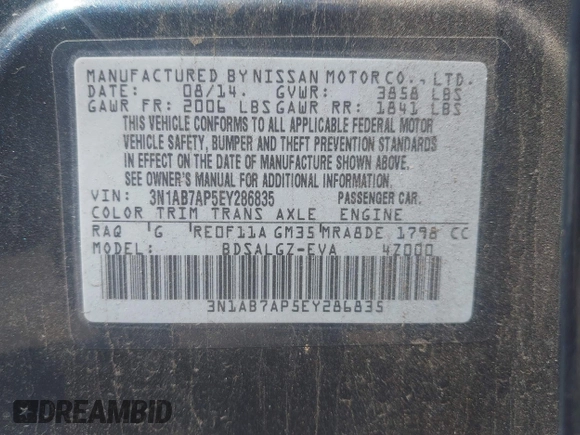 MANUFACTURED BY NISSAN MOTOR CO., LTD.
DATE: 08/14. GVWR: 3858 LBS
GAWR FR: 2006 LBS GAWR RR: 1841 LBS
THIS VEHICLE CONFORMS TO ALL APPLICABLE FEDERAL MOTOR
VEHICLE SAFETY, BUMPER AND THEFT PREVENTION STANDARDS
IN EFFECT ON THE DATE OF MANUFACTURE SHOWN ABOVE.
SEE OWNER'S MANUAL FOR ADDITIONAL INFORMATION.
VIN: 3N1AB7AP5EY286835 PASSENGER CAR.
COLOR TRIM TRANS AXLE ENGINE
RAQ G RE0F11A GM35 MRA8DE 1798 CC
MODEL: BDSALGZ-EVA 4Z000
3N1AB7AP5EY286835
DREAMBID